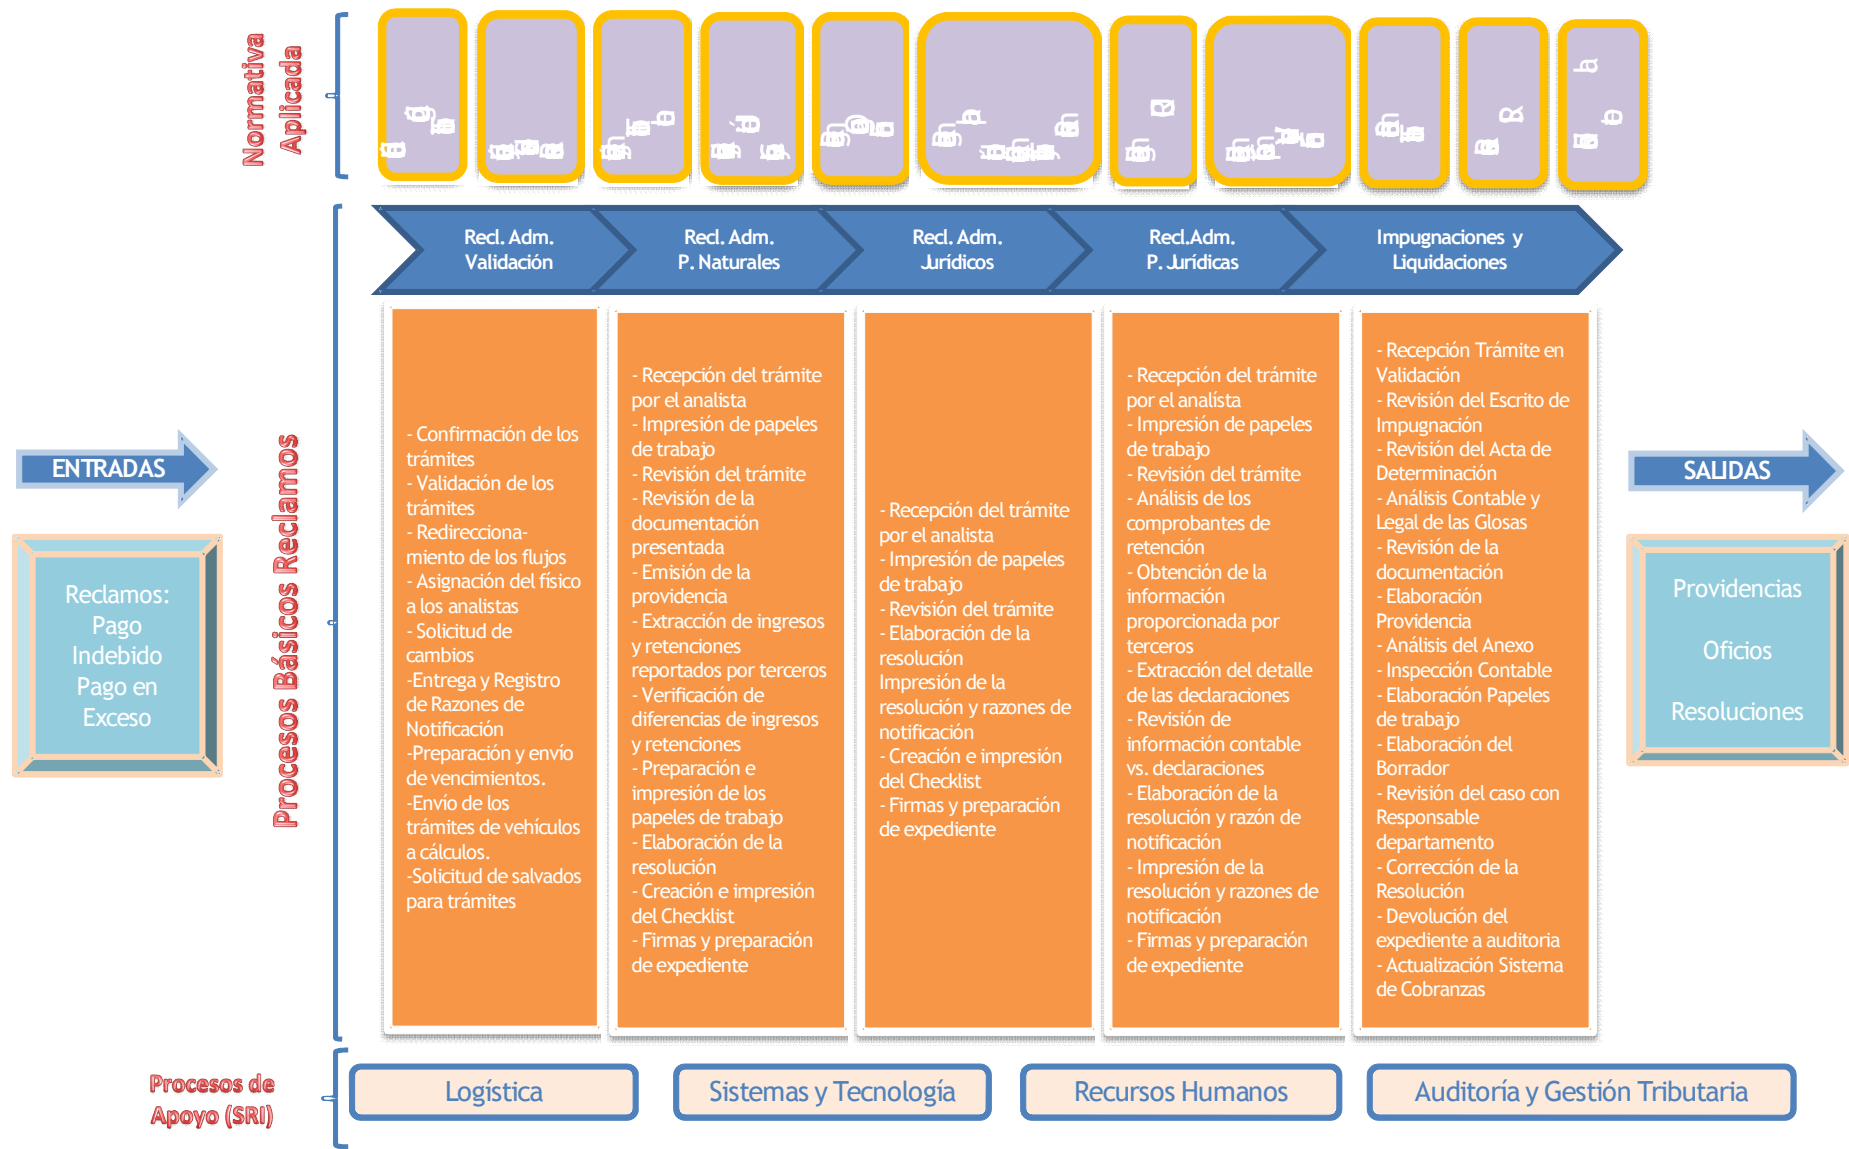 Normativa
Aplicada
Recl. Adm.
Validación
Recl. Adm.
P. Naturales
Recl. Adm.
Jurídicos
Recl.Adm.
P. Jurídicas
Impugnaciones y
Liquidaciones
ENTRADAS
Reclamos:
Pago
Indebido
Pago en
Exceso
Procesos Básicos Reclamos
- Confirmación de los
trámites
- Validación de los
trámites
- Redirecciona-
miento de los flujos
- Asignación del físico
a los analistas
- Solicitud de
cambios
-Entrega y Registro
de Razones de
Notificación
-Preparación y envío
de vencimientos.
-Envío de los
trámites de vehículos
a cálculos.
-Solicitud de salvados
para trámites
- Recepción del trámite
por el analista
- Impresión de papeles
de trabajo
- Revisión del trámite
- Revisión de la
documentación
presentada
- Emisión de la
providencia
- Extracción de ingresos
y retenciones
reportados por terceros
- Verificación de
diferencias de ingresos
y retenciones
- Preparación e
impresión de los
papeles de trabajo
- Elaboración de la
resolución
- Creación e impresión
del Checklist
- Firmas y preparación
de expediente
- Recepción del trámite
por el analista
- Impresión de papeles
de trabajo
- Revisión del trámite
- Elaboración de la
resolución
Impresión de la
resolución y razones de
notificación
- Creación e impresión
del Checklist
- Firmas y preparación
de expediente
- Recepción del trámite
por el analísta
- Impresión de papeles
de trabajo
- Revisión del trámite
- Análisis de los
comprobantes de
retención
- Obtención de la
información
proporcionada por
terceros
- Extracción del detalle
de las declaraciones
- Revisión de
información contable
vs. declaraciones
- Elaboración de la
resolución y razón de
notificación
- Impresión de la
resolución y razones de
notificación
- Firmas y preparación
de expediente
- Recepción Trámite en
Validación
- Revisión del Escrito de
Impugnación
- Revisión del Acta de
Determinación
- Análisis Contable y
Legal de las Glosas
- Revisión de la
documentación
- Elaboración
Providencia
- Análisis del Anexo
- Inspección Contable
- Elaboración Papeles
de trabajo
- Elaboración del
Borrador
- Revisión del caso con
Responsable
departamento
- Corrección de la
Resolución
- Devolución del
expediente a auditoria
- Actualización Sistema
de Cobranzas
SALIDAS
Providencias
Oficios
Resoluciones
Procesos de
Apoyo (SRI)
Logística
Sistemas y Tecnología
Recursos Humanos
Auditoría y Gestión Tributaria